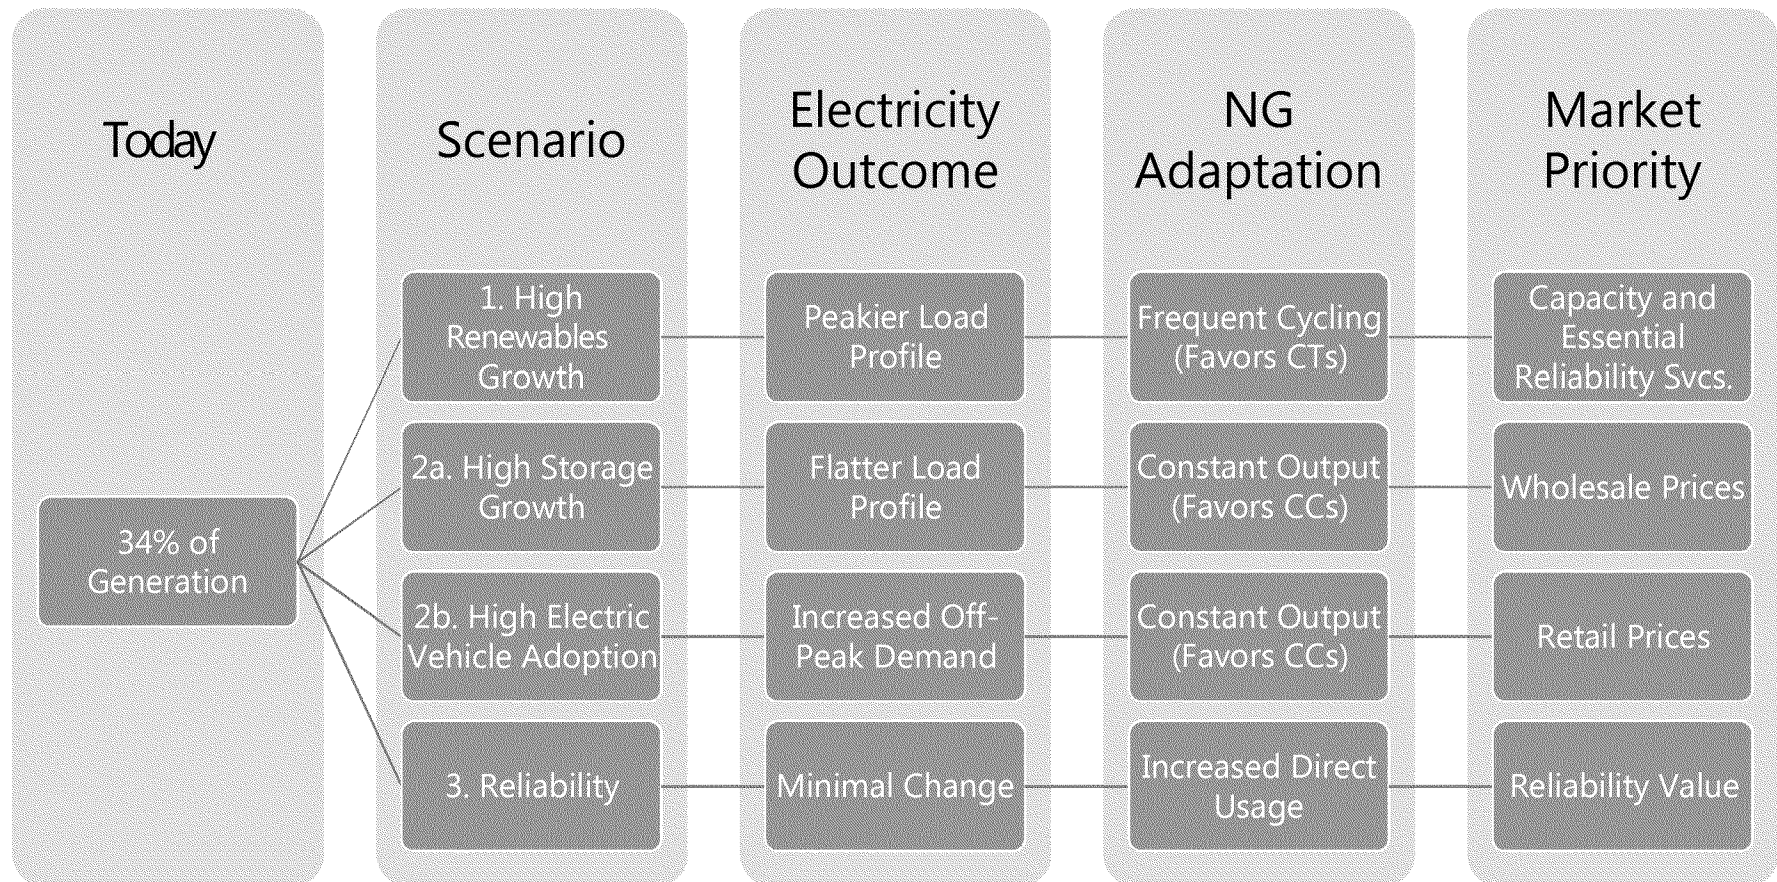 Today
Scenario
Electricity
Outcome
NG
Adaptation
Market
Priority
34% of
Generation
1. High
Renewables
Growth
Peakier Load
Profile
Frequent Cycling
(Favors CTs)
Capacity and
Essential
Reliability Svcs.
2a. High Storage
Growth
Flatter Load
Profile
Constant Output
(Favors CCs)
Wholesale Prices
2b. High Electric
Vehicle Adoption
Increased Off-
Peak Demand
Constant Output
(Favors CCs)
Retail Prices
3. Reliability
Minimal Change
Increased Direct
Usage
Reliability Value